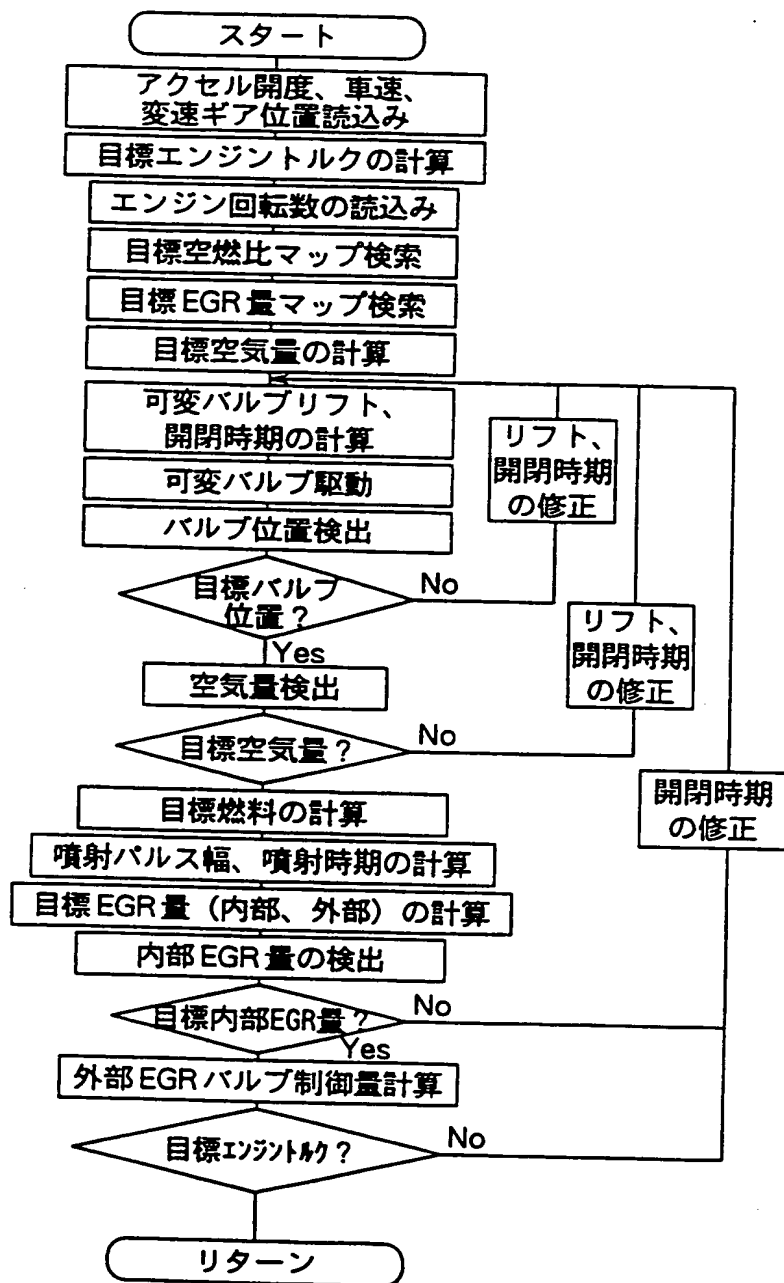 スタート
アクセル開度、車速、
変速ギア位置読込み
目標エンジントルクの計算
エンジン回転数の読込み
目標空燃比マップ検索
目標EGR量マップ検索
目標空気量の計算
可変バルブリフト、
開閉時期の計算
可変バルブ駆動
バルブ位置検出
目標バルブ
位置？
No
リフト、
開閉時期
の修正
Yes
空気量検出
目標空気量？
No
リフト、
開閉時期
の修正
目標燃料の計算
噴射パルス幅、噴射時期の計算
目標EGR量（内部、外部）の計算
内部EGR量の検出
目標内部EGR量？
No
開閉時期
の修正
Yes
外部EGRバルブ制御量計算
目標エンジントルク？
No
リターン